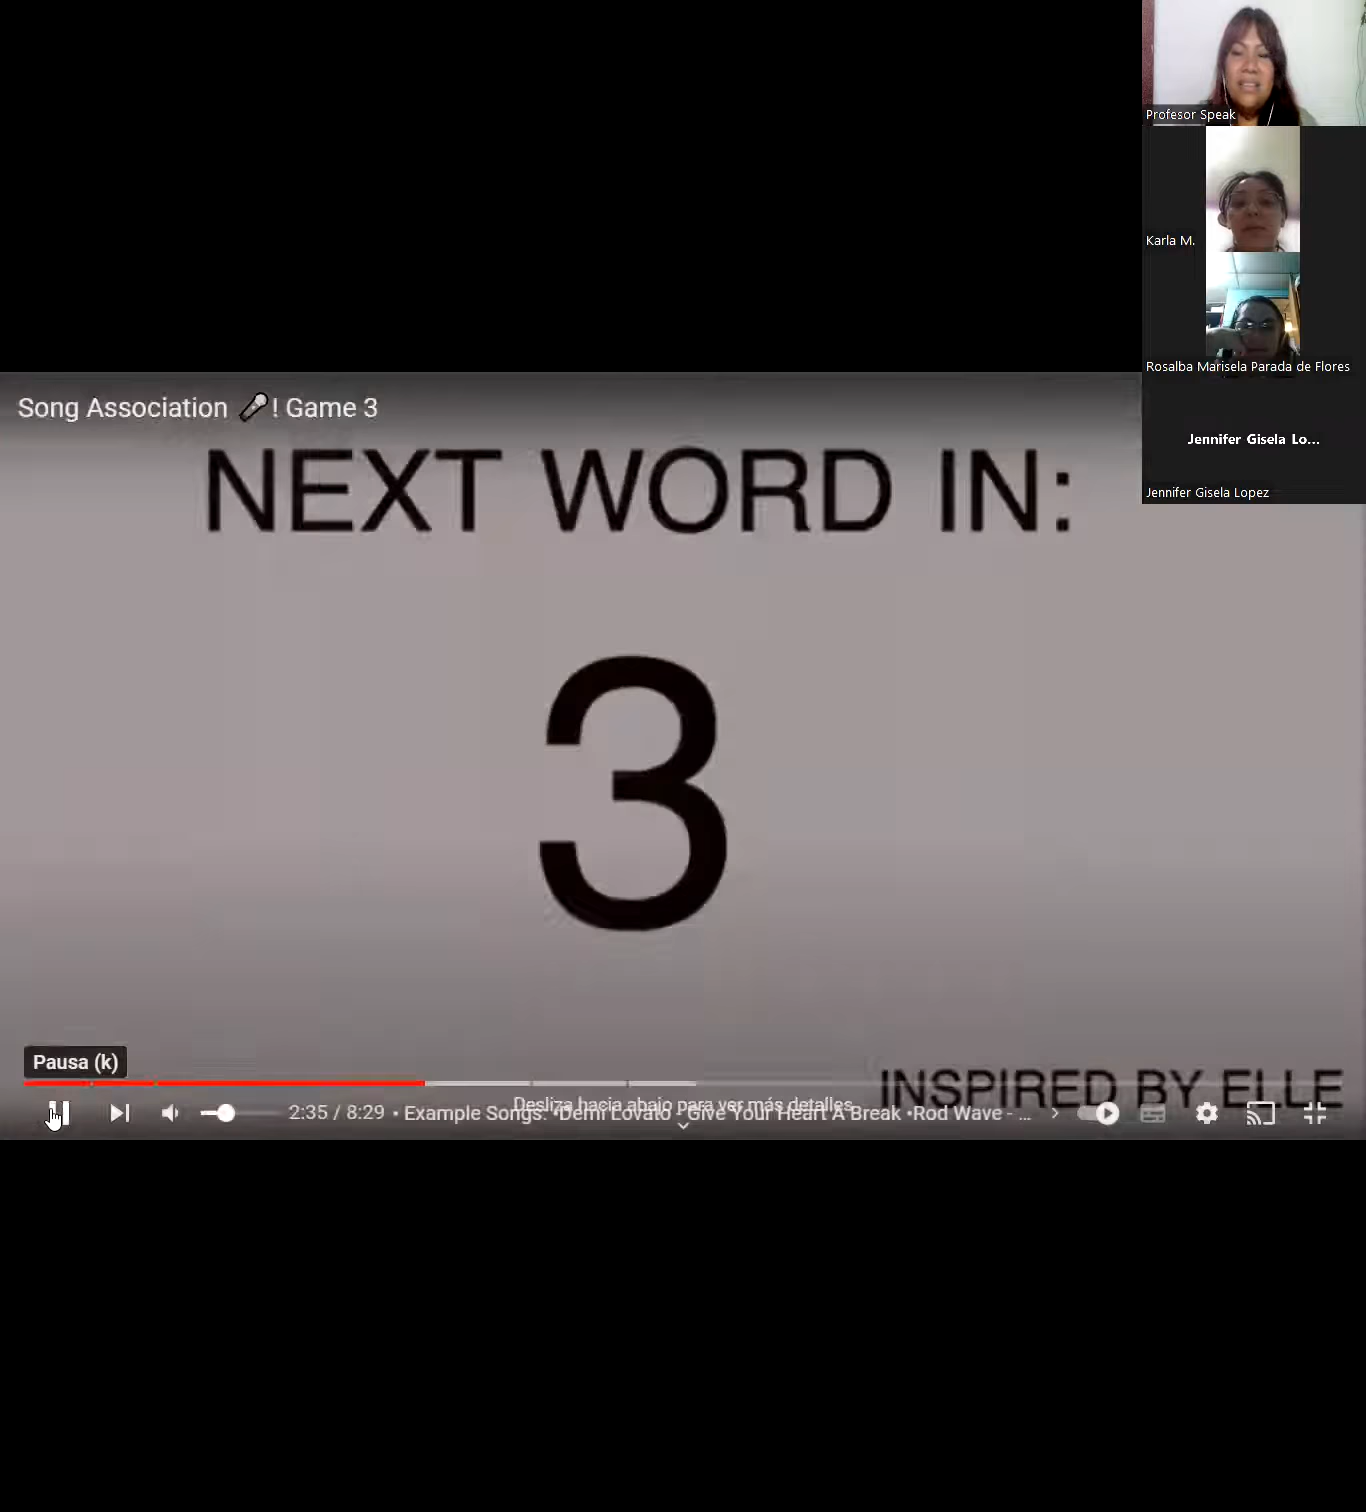 Profesor Speak
Karla M.
Rosalba Marisela Parada de Flores
Jennifer Gisela Lo...
Jennifer Gisela Lopez
Song Association 🎤! Game 3
NEXT WORD IN:
3
Pausa (k)
INSPIRED BY ELLE
Desliza hacia abajo para ver más detalles
2:35 / 8:29 • Example Songs: •Demi Lovato - Give Your Heart A Break •Rod Wave - ...